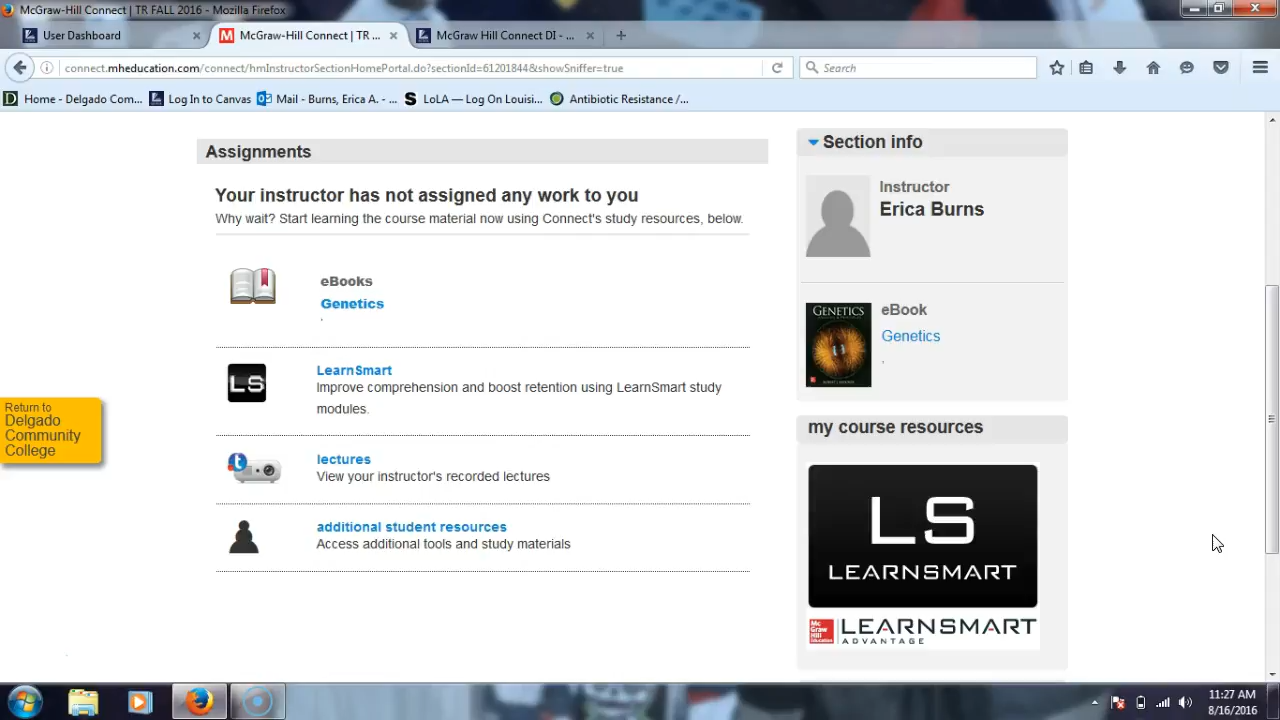 McGraw-Hill Connect | TR FALL 2016 - Mozilla Firefox
User Dashboard
McGraw-Hill Connect | TR ...
McGraw Hill Connect DI - ...
connect.mheducation.com/connect/hmInstructorSectionHomePortal.do?sectionId=61201844&showSniffer=true
Search
Home - Delgado Com...
Log In to Canvas
Mail - Burns, Erica A. - ...
LoLA — Log On Louisi...
Antibiotic Resistance /...
Assignments
Your instructor has not assigned any work to you
Why wait? Start learning the course material now using Connect's study resources, below.
eBooks
Genetics
LS
LearnSmart
Improve comprehension and boost retention using LearnSmart study
modules.
lectures
View your instructor's recorded lectures
additional student resources
Access additional tools and study materials
Return to
Delgado
Community
College
Section info
Instructor
Erica Burns
GENETICS
eBook
Genetics
my course resources
LS
LEARNSMART
Mc
Graw
Hill
Education
LEARNSMART
ADVANTAGE
11:27 AM
8/16/2016